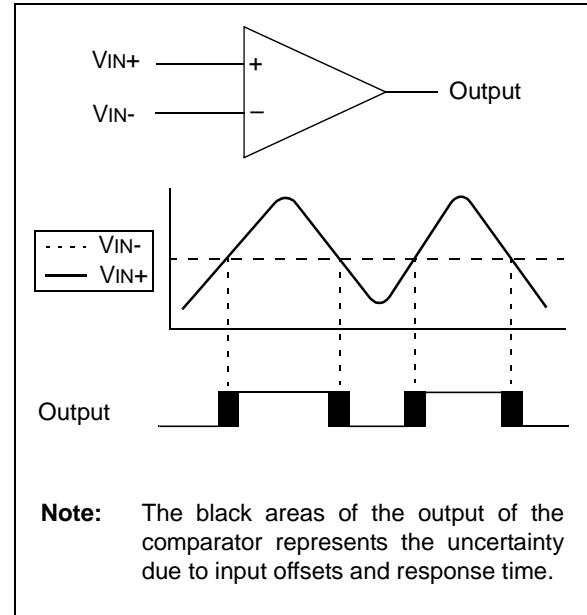 VIN+
+
Output
VIN-
−
VIN-
VIN+
Output
Note: The black areas of the output of the
comparator represents the uncertainty
due to input offsets and response time.